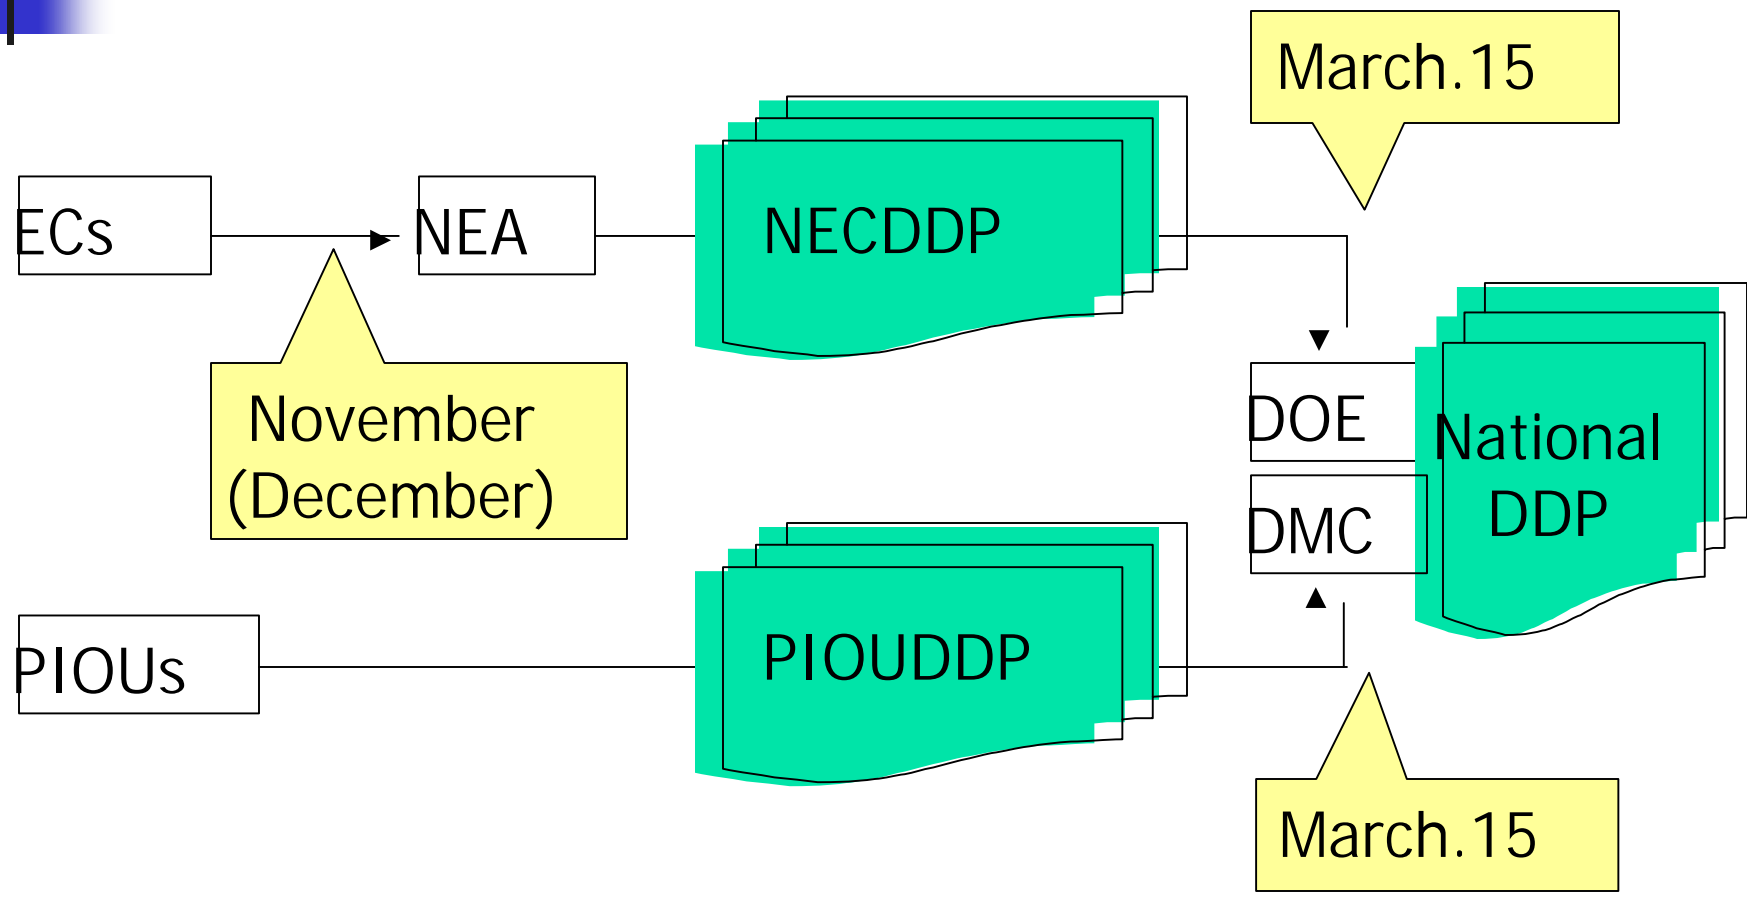 March.15
ECs
NEA
NECDDP
November
(December)
DOE
DMC
National
DDP
PIOUs
PIOUDDP
March.15